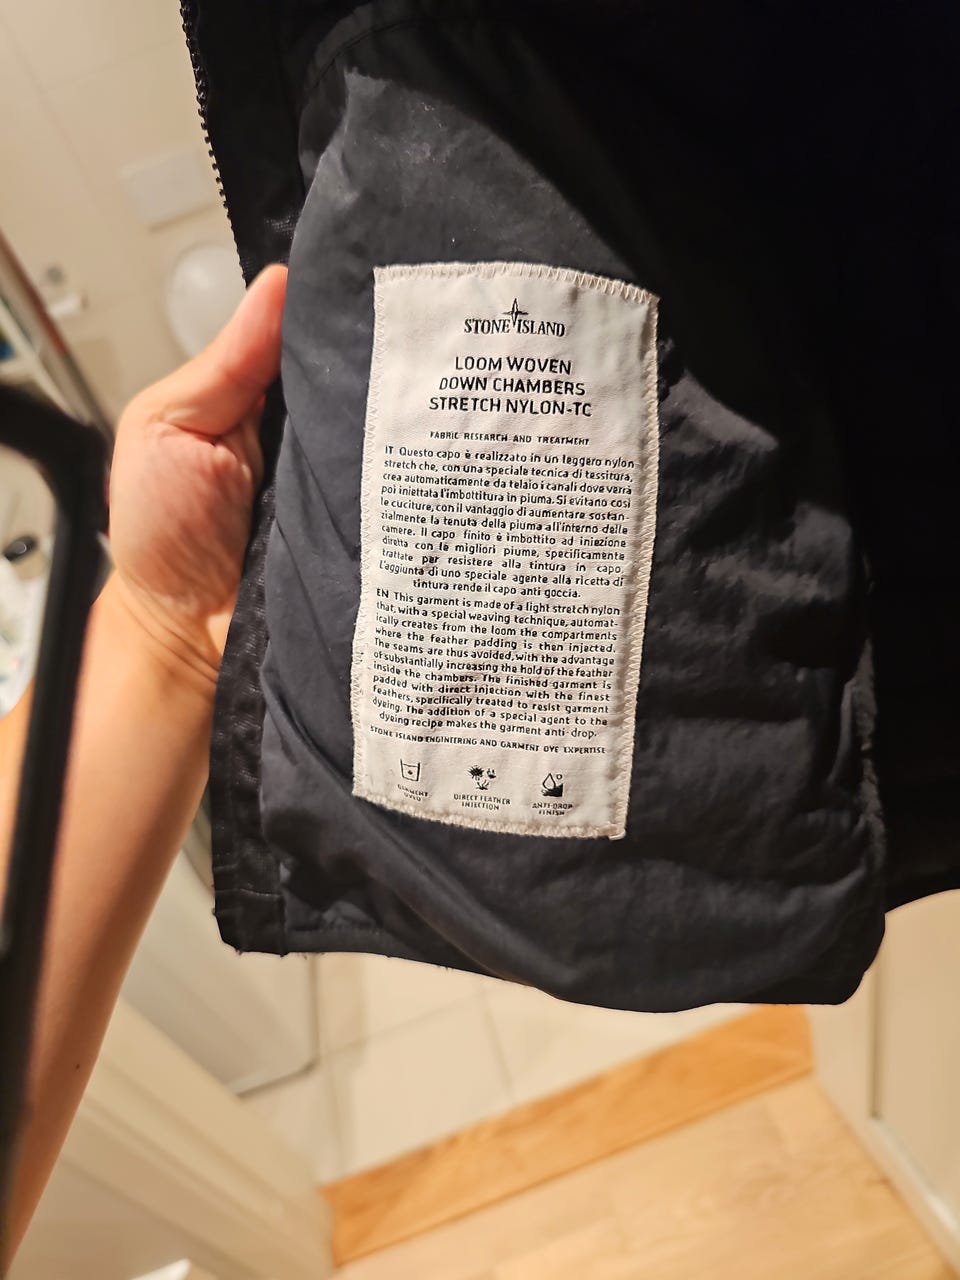 STONE ISLAND
LOOM WOVEN
DOWN CHAMBERS
STRETCH NYLON-TC
FABRIC RESEARCH AND TREATMENT
IT Questo capo è realizzato in un leggero nylon
stretch che, con una speciale tecnica di tessitura,
crea automaticamente da telaio i canali dove verrà
poi iniettata l'imbottitura in piuma. Si evitano così
le cuciture, con il vantaggio di aumentare sostan-
zialmente la tenuta della piuma all'interno delle
camere. Il capo finito è imbottito ad iniezione
diretta con le migliori piume, specificamente
trattate per resistere alla tintura in capo.
L'aggiunta di uno speciale agente alla ricetta di
tintura rende il capo anti goccia.
EN This garment is made of a light stretch nylon
that, with a special weaving technique, automat-
ically creates from the loom the compartments
where the feather padding is then injected.
The seams are thus avoided, with the advantage
of substantially increasing the hold of the feather
inside the chambers. The finished garment is
padded with direct injection with the finest
feathers, specifically treated to resist garment
dyeing. The addition of a special agent to the
dyeing recipe makes the garment anti-drop.
STONE ISLAND ENGINEERING AND GARMENT DYE EXPERTISE
GARMENT
DYED
DIRECT FEATHER
INJECTION
ANTI-DROP
FINISH